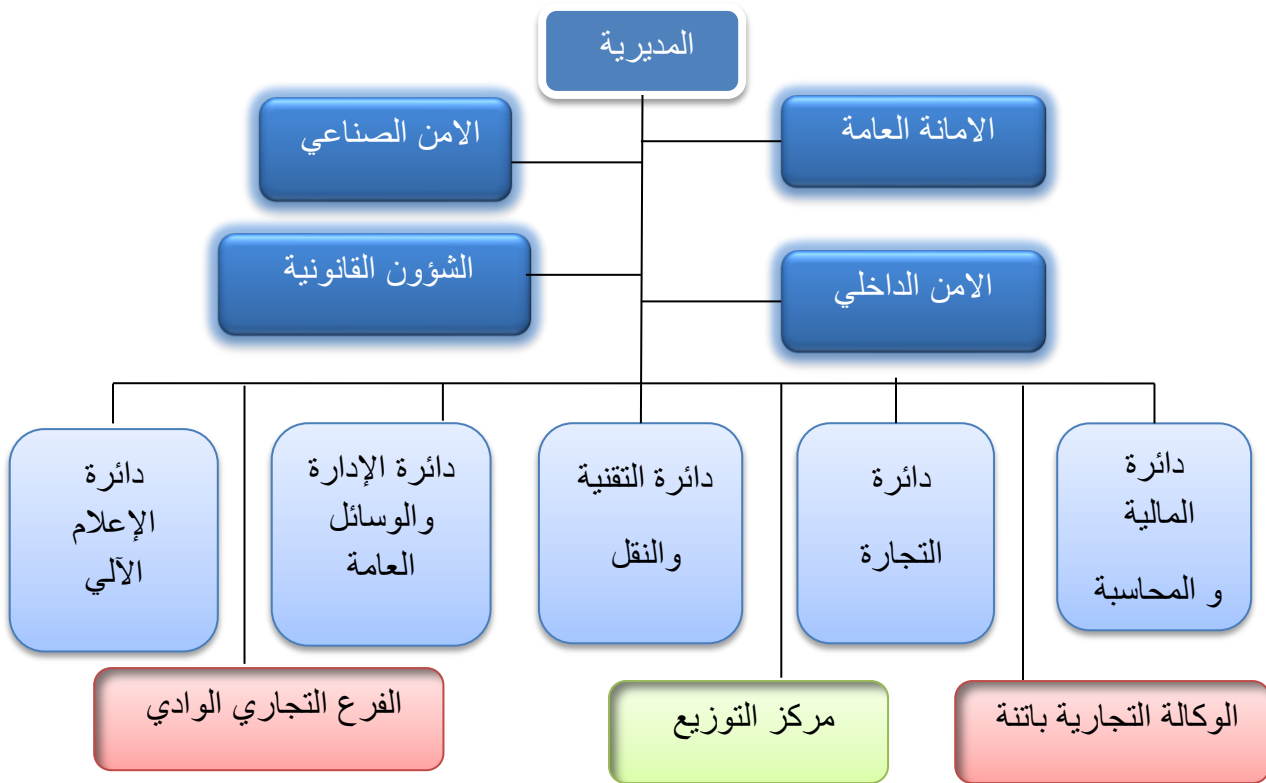 المديرية
الامانة العامة
الامن الصناعي
الشؤون القانونية
الامن الداخلي
دائرة
المالية
و المحاسبة
دائرة
التجارة
دائرة التقنية
والنقل
دائرة الإدارة
والوسائل
العامة
دائرة
الإعلام
الآلي
الوكالة التجارية باتنة
مركز التوزيع
الفرع التجاري الوادي